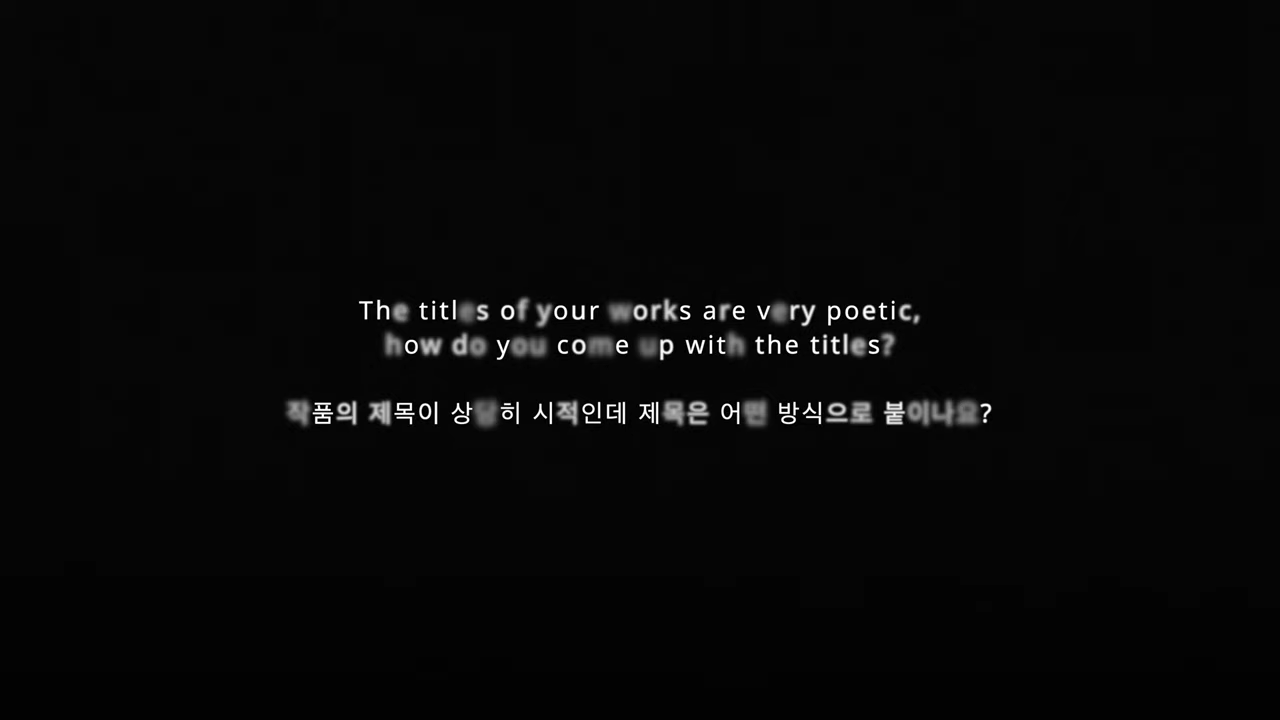 The titles of your works are very poetic,
how do you come up with the titles?
작품의 제목이 상당히 시적인데 제목은 어떤 방식으로 붙이나요?